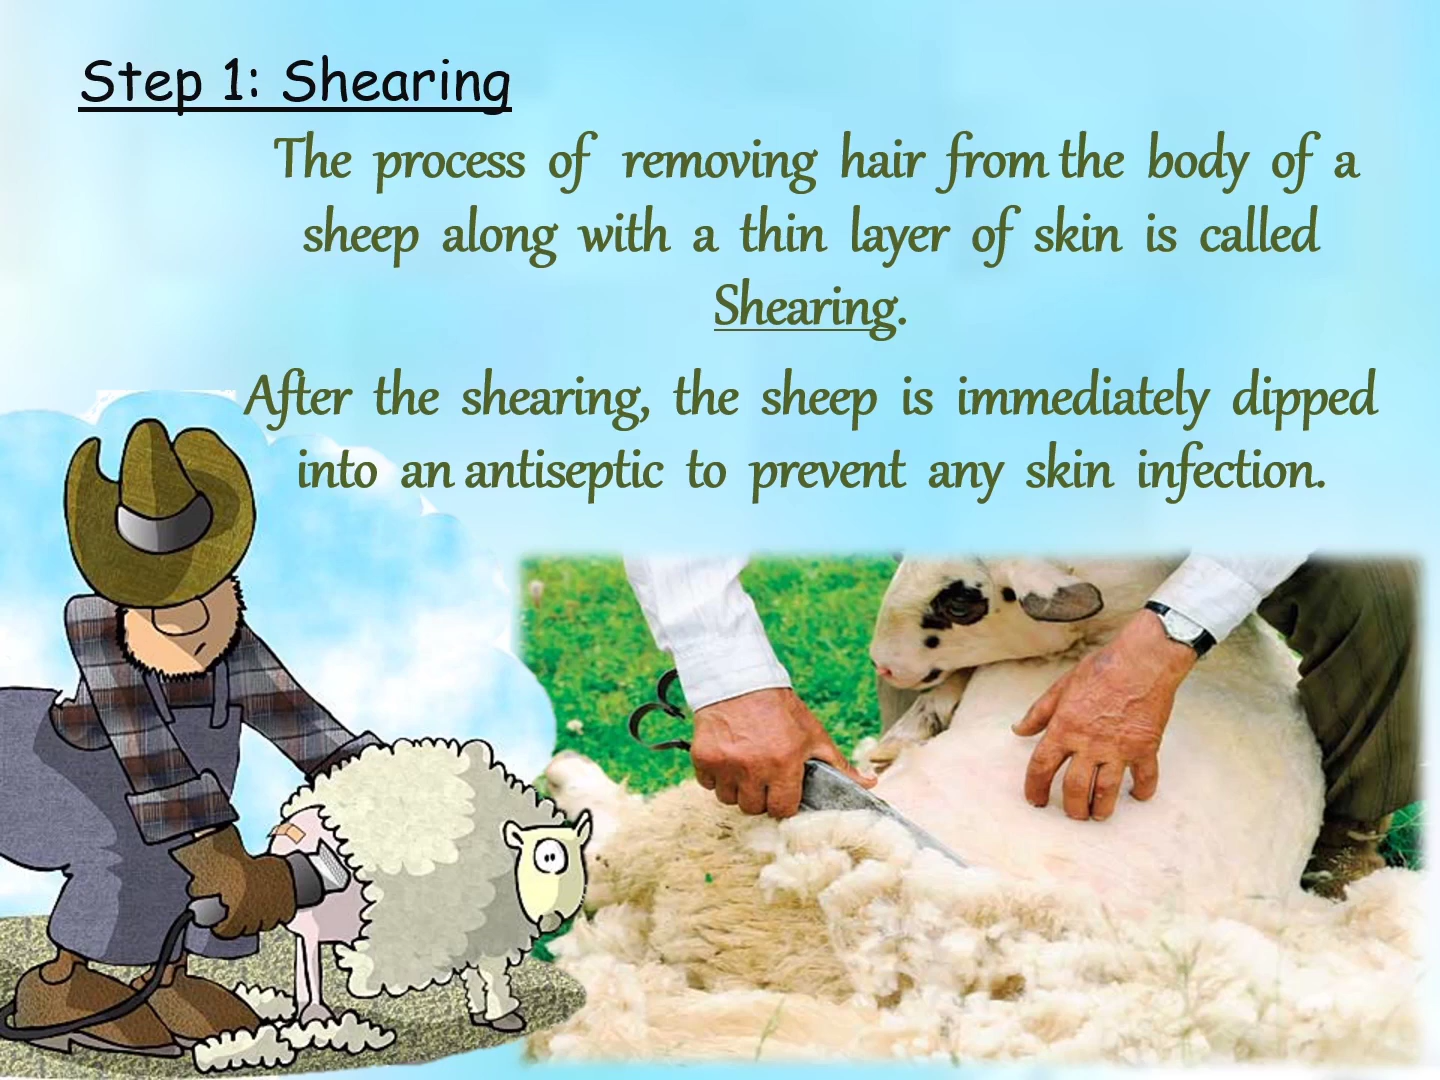 Step 1: Shearing
The process of removing hair from the body of a
sheep along with a thin layer of skin is called
Shearing.
After the shearing, the sheep is immediately dipped
into an antiseptic to prevent any skin infection.